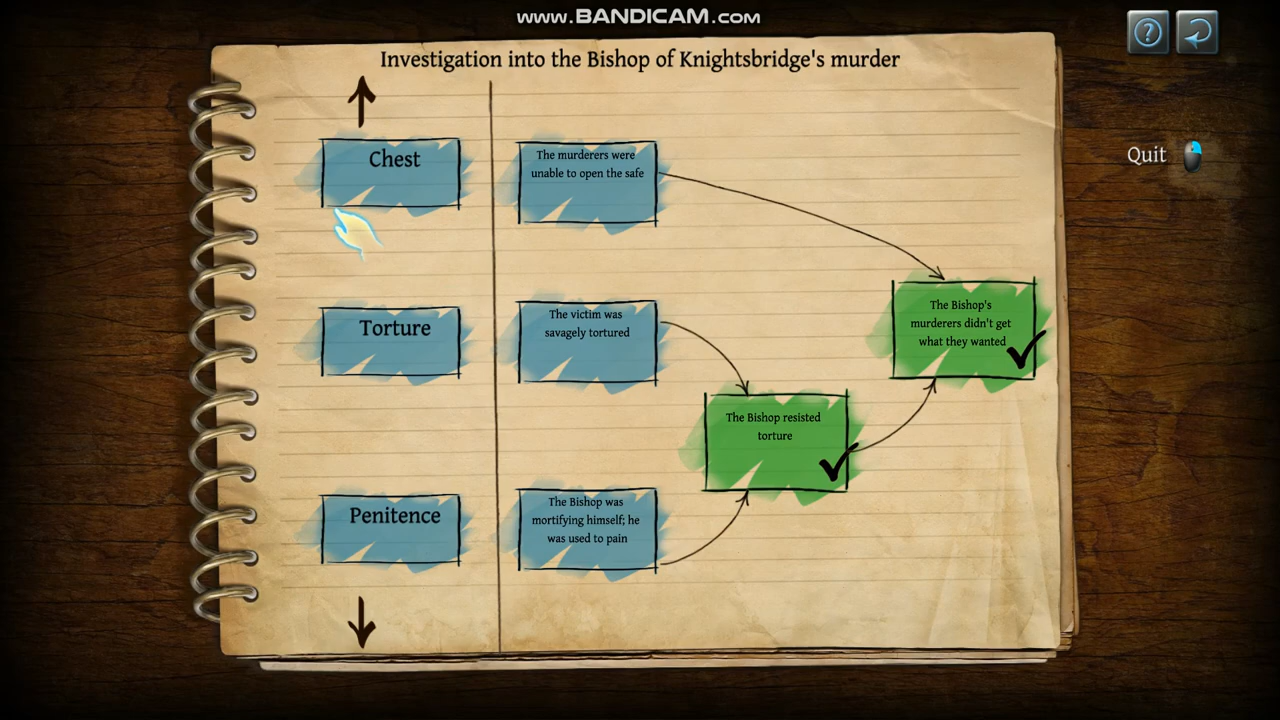 www.BANDICAM.com
Investigation into the Bishop of Knightsbridge's murder
Quit
Chest
The murderers were
unable to open the safe
The Bishop's
murderers didn't get
what they wanted
Torture
The victim was
savagely tortured
The Bishop resisted
torture
Penitence
The Bishop was
mortifying himself; he
was used to pain